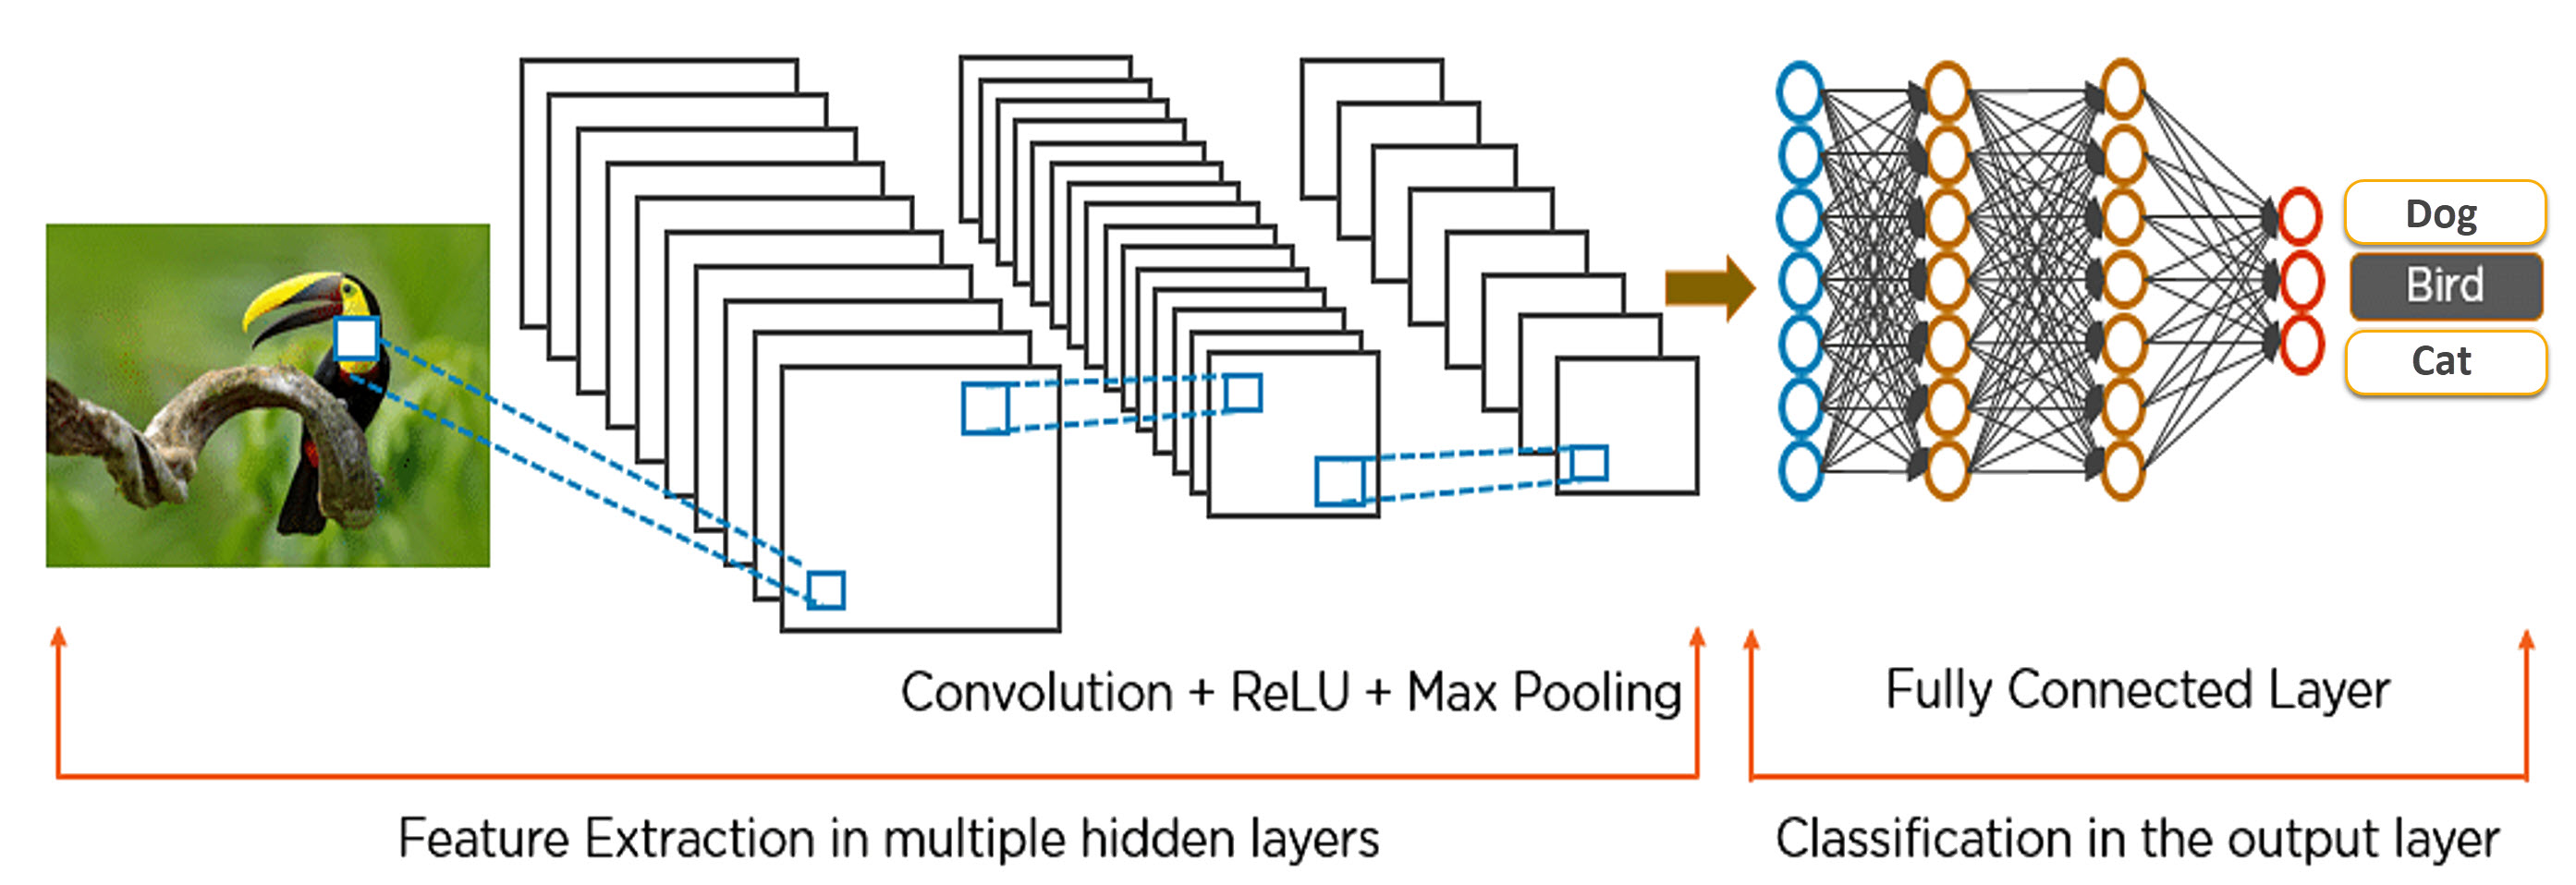 Dog
Bird
Cat
Convolution + ReLU + Max Pooling
Fully Connected Layer
Feature Extraction in multiple hidden layers
Classification in the output layer